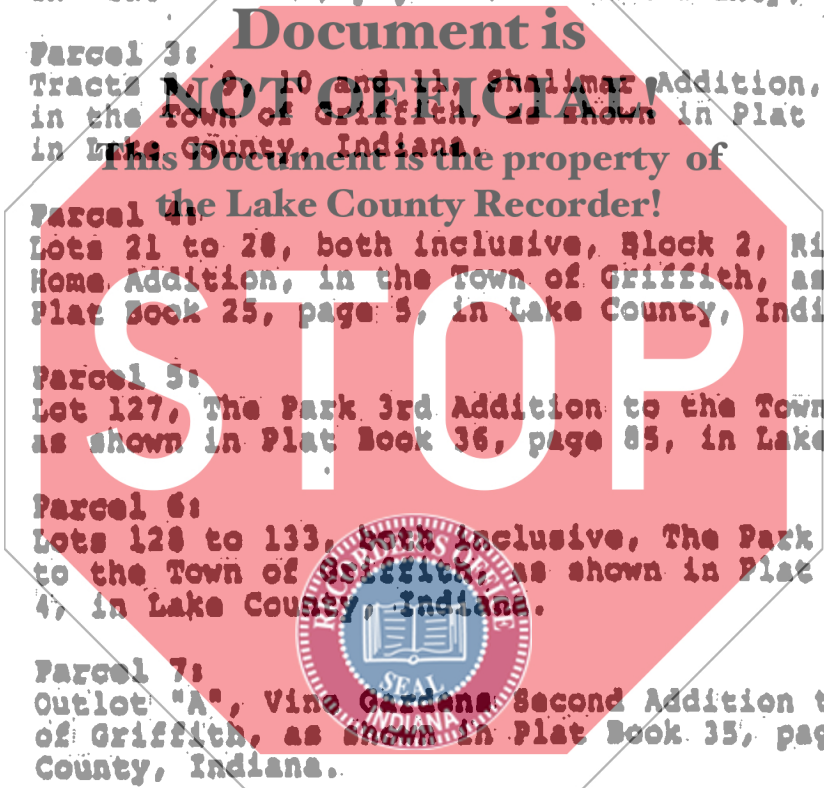 Document is
Parcel 3:
Tracts 9, 10 and 11, Shalimar Addition,
NOT OFFICIAL!
in the Town of Griffith, as shown in Plat
in Lake County, Indiana.
This Document is the property of
the Lake County Recorder!
Parcel 4:
Lots 21 to 28, both inclusive, Block 2, Ri
Home Addition, in the Town of Griffith, as
Plat Book 25, page 5, in Lake County, Indi
STOP
Parcel 5:
Lot 127, The Park 3rd Addition to the Town
as shown in Plat Book 36, page 85, in Lake
Parcel 6:
Lots 128 to 133, both inclusive, The Park
to the Town of Griffith, as shown in Plat
4, in Lake County, Indiana.
RECORDER'S OFFICE
SEAL
INDIANA
Parcel 7:
Outlot "A", Vine Gardens Second Addition t
of Griffith, as shown in Plat Book 35, pag
County, Indiana.